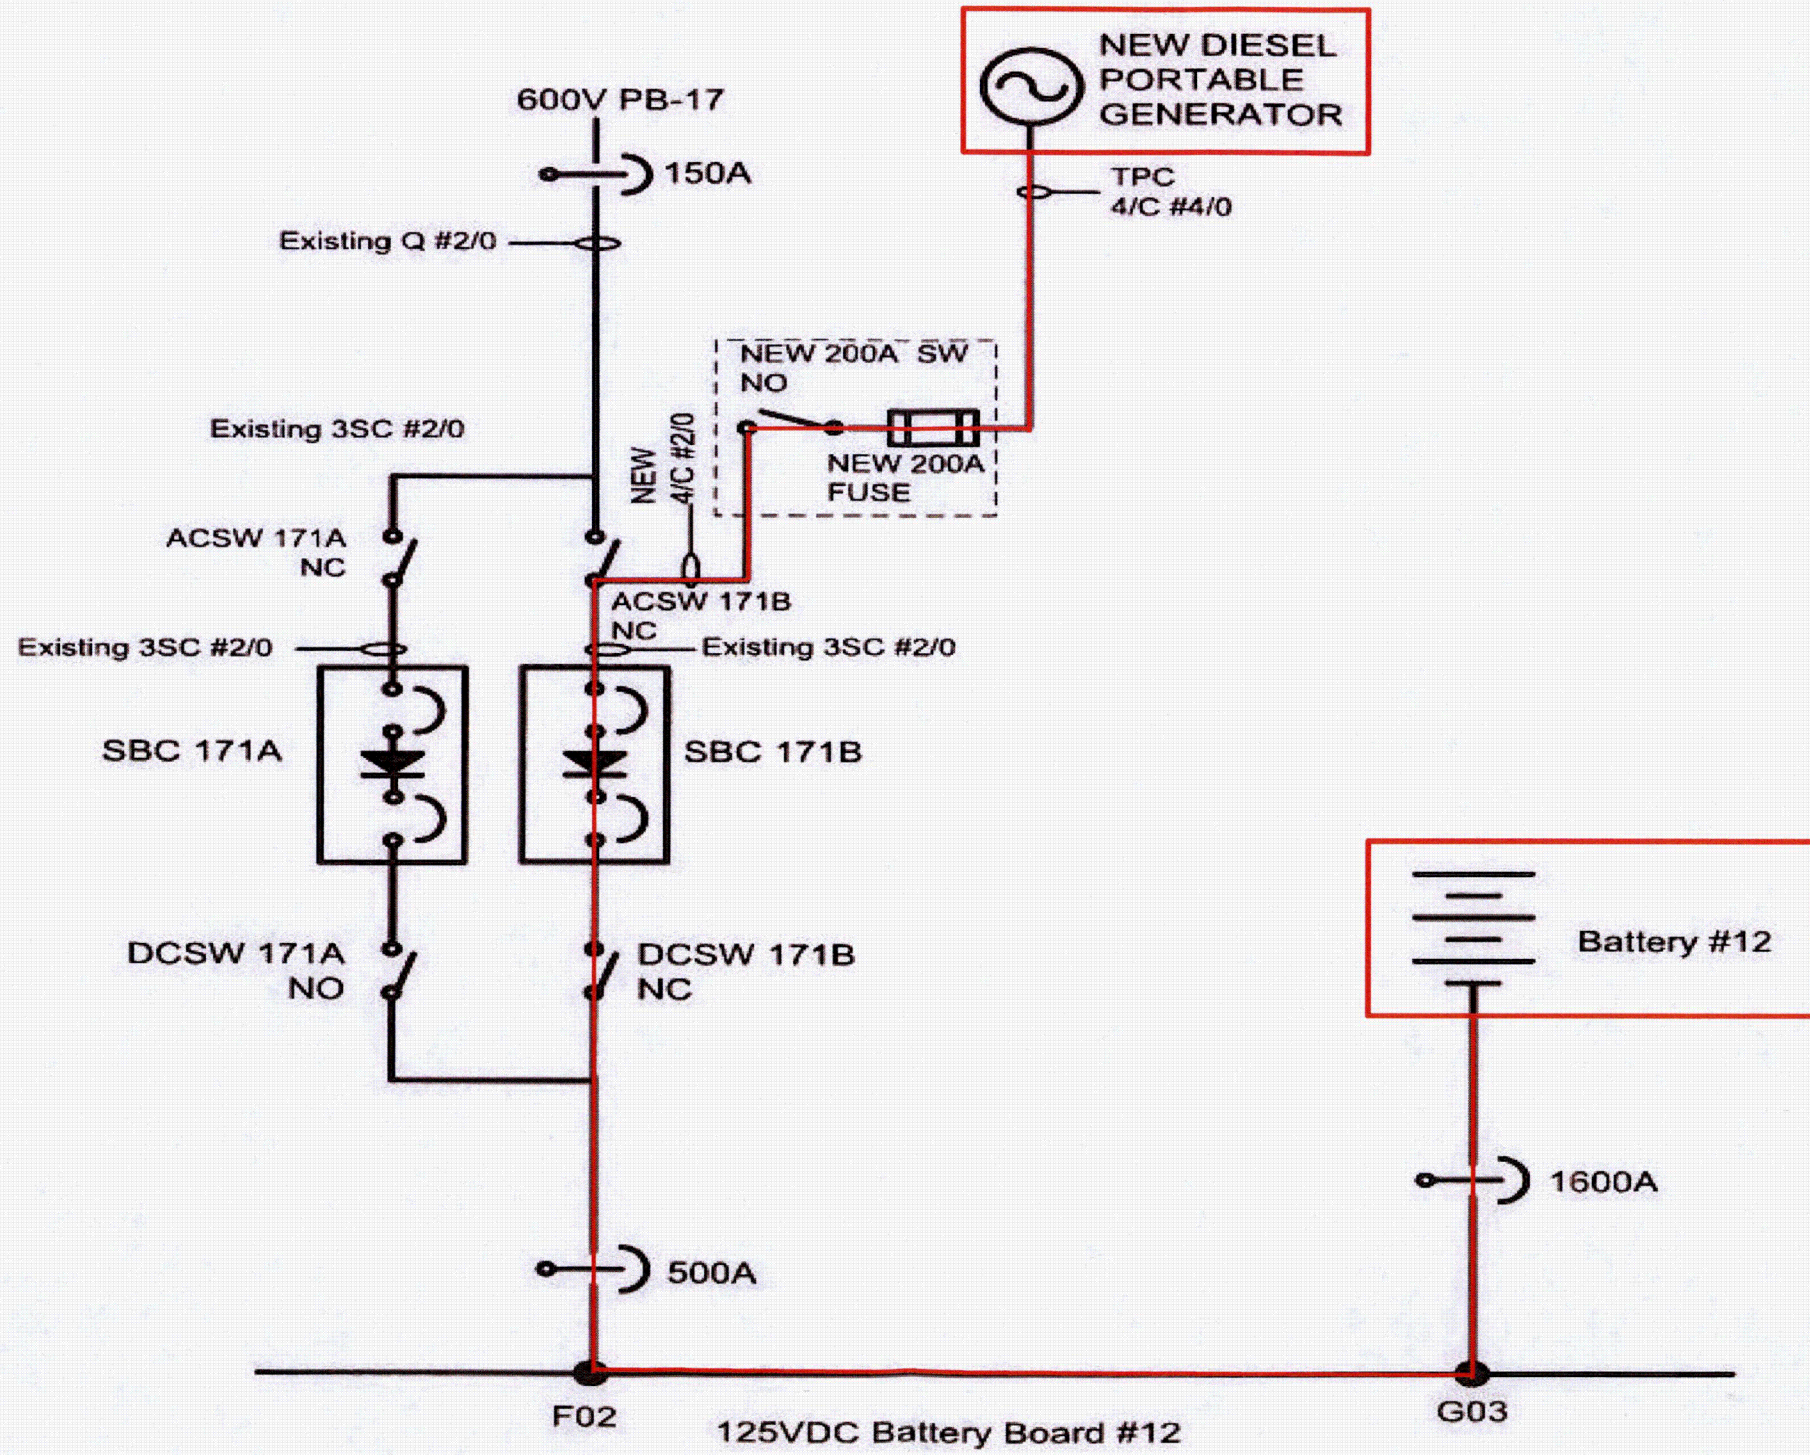 NEW DIESEL
PORTABLE
GENERATOR
600V PB-17
150A
TPC
4/C #4/0
Existing Q #2/0
NEW 200A SW
NO
Existing 3SC #2/0
NEW
4/C #2/0
NEW 200A
FUSE
ACSW 171A
NC
ACSW 171B
NC
Existing 3SC #2/0
Existing 3SC #2/0
SBC 171A
SBC 171B
Battery #12
DCSW 171A
NO
DCSW 171B
NC
1600A
500A
F02
G03
125VDC Battery Board #12